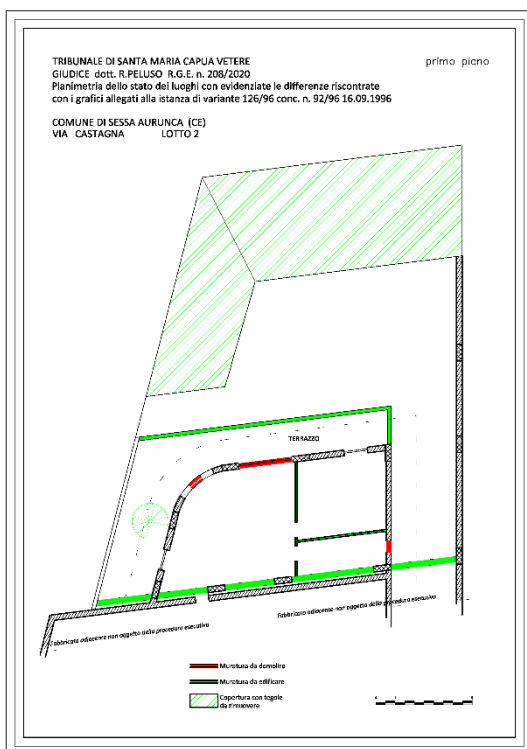 TRIBUNALE DI SANTA MARIA CAPUA VETERE
GIUDICE dott. R.PELUSO R.G.E. n. 208/2020
Planimetria dello stato dei luoghi con evidenziate le differenze riscontrate
con i grafici allegati alla istanza di variante 126/96 conc. n. 92/96 16.09.1996
primo piano
COMUNE DI SESSA AURUNCA (CE)
VIA CASTAGNA LOTTO 2
TERRAZZO
Fabbricato adiacente non oggetto della procedura esecutiva
Fabbricato adiacente non oggetto della procedura esecutiva
Muratura da demolire
Muratura da edificare
Copertura con tegole
da rimuovere